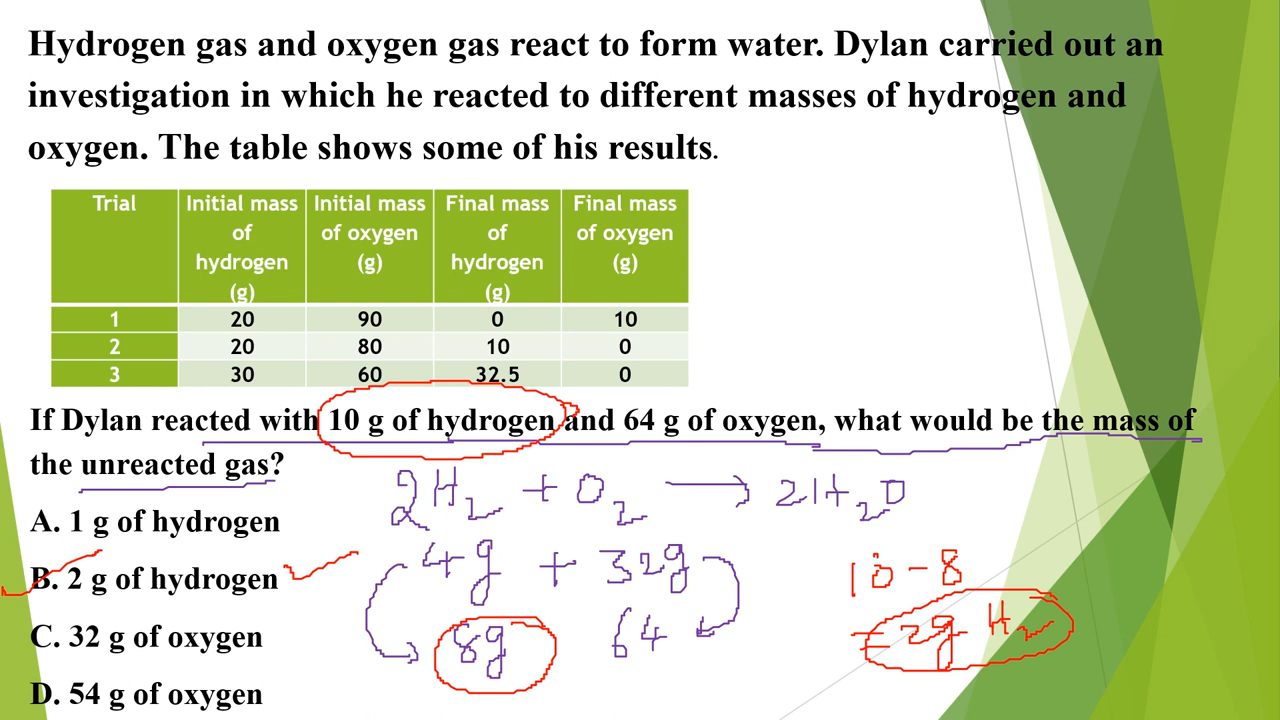 Hydrogen gas and oxygen gas react to form water. Dylan carried out an
investigation in which he reacted to different masses of hydrogen and
oxygen. The table shows some of his results.
Trial Initial mass of hydrogen (g) Initial mass of oxygen (g) Final mass of hydrogen (g) Final mass of oxygen (g)
1 20 90 0 10
2 20 80 10 0
3 30 60 32.5 0
If Dylan reacted with 10 g of hydrogen and 64 g of oxygen, what would be the mass of
the unreacted gas?
2H2 + O2 → 2H2O
A. 1 g of hydrogen
4g + 32g
10 - 8
B. 2 g of hydrogen
8g 64
= 2g H2
C. 32 g of oxygen
D. 54 g of oxygen